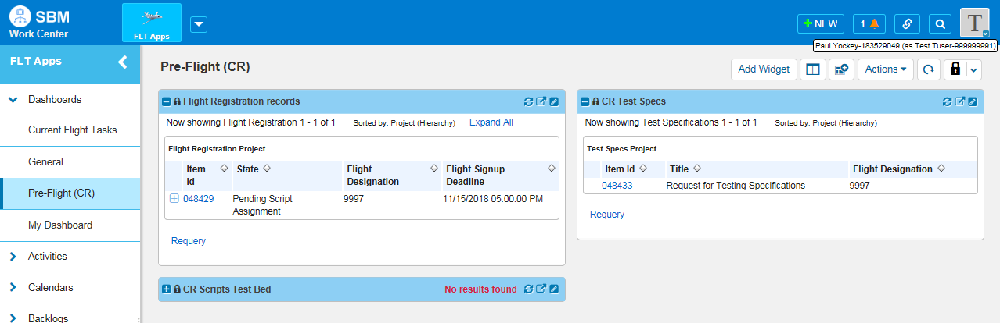 SBM
Work Center
FLT Apps
NEW
1
T
Paul Yockey-183529049 (as Test Tuser-999999991)
FLT Apps
Dashboards
Current Flight Tasks
General
Pre-Flight (CR)
My Dashboard
Activities
Calendars
Backlogs
Pre-Flight (CR)
Add Widget
Actions
Flight Registration records
Now showing Flight Registration 1 - 1 of 1 Sorted by: Project (Hierarchy) Expand All
Flight Registration Project
Item Id State Flight Designation Flight Signup Deadline
048429 Pending Script Assignment 9997 11/15/2018 05:00:00 PM
Requery
CR Scripts Test Bed No results found
CR Test Specs
Now showing Test Specifications 1 - 1 of 1 Sorted by: Project (Hierarchy)
Test Specs Project
Item Id Title Flight Designation
048433 Request for Testing Specifications 9997
Requery